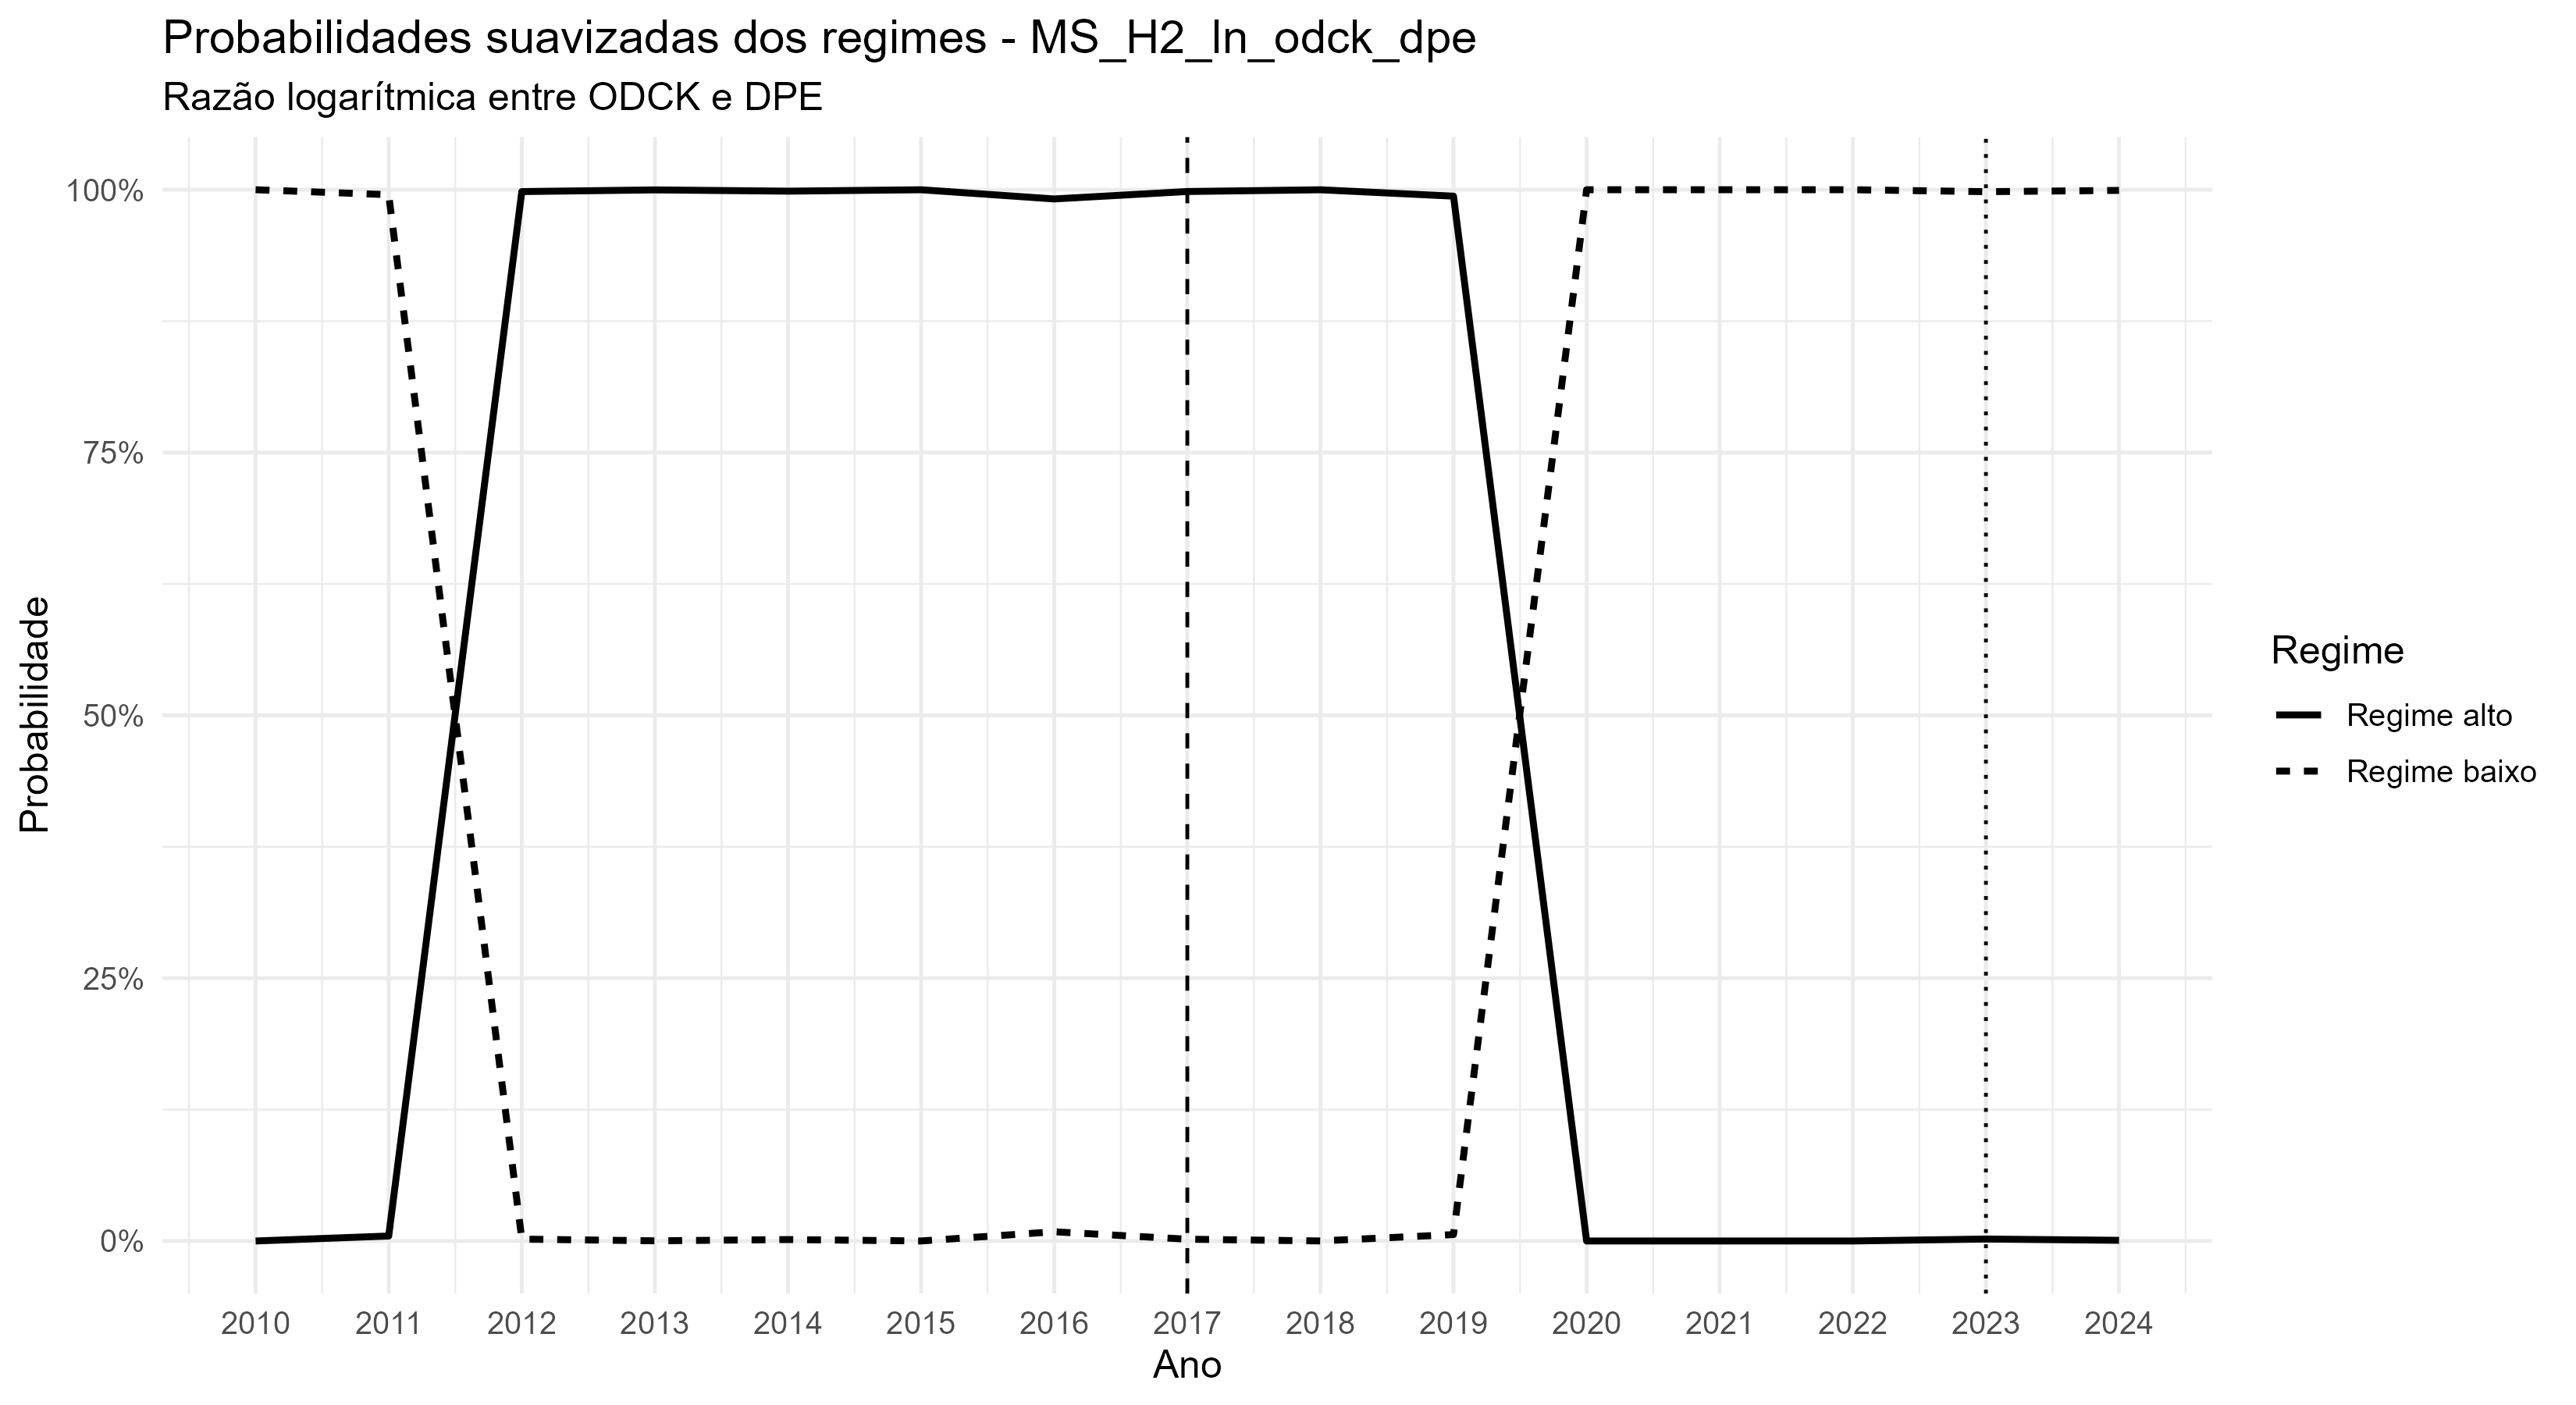 Probabilidades suavizadas dos regimes - MS_H2_ln_odck_dpe
Razão logarítmica entre ODCK e DPE
Probabilidade
100%
75%
50%
25%
0%
2010 2011 2012 2013 2014 2015 2016 2017 2018 2019 2020 2021 2022 2023 2024
Ano
Regime
Regime alto
Regime baixo